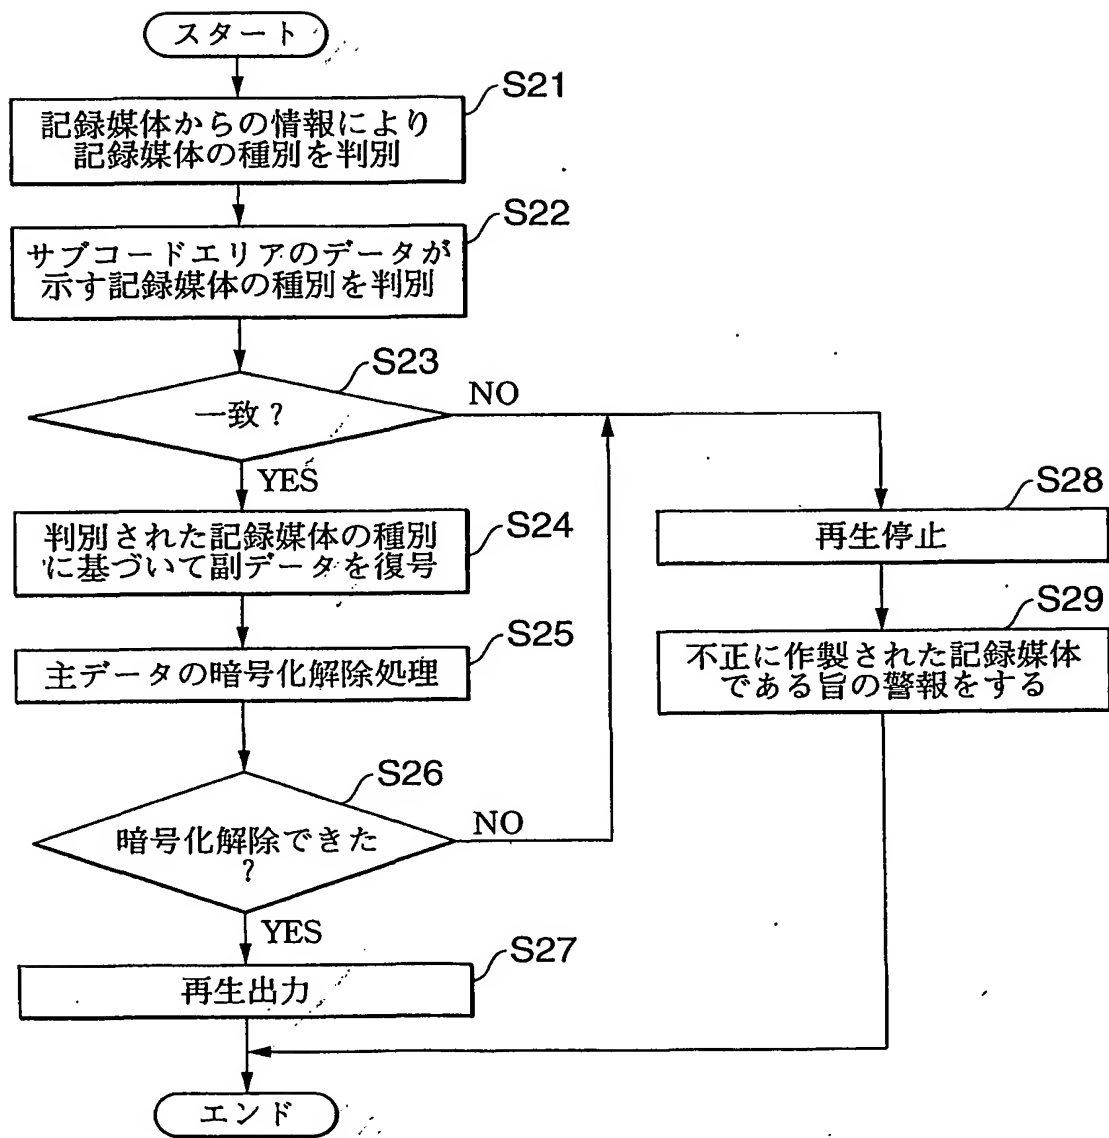 スタート
S21
記録媒体からの情報により
記録媒体の種別を判別
S22
サブコードエリアのデータが
示す記録媒体の種別を判別
S23
一致？
NO
YES
S24
判別された記録媒体の種別
に基づいて副データを復号
S25
主データの暗号化解除処理
S26
暗号化解除できた
？
NO
YES
S27
再生出力
S28
再生停止
S29
不正に作製された記録媒体
である旨の警報をする
エンド